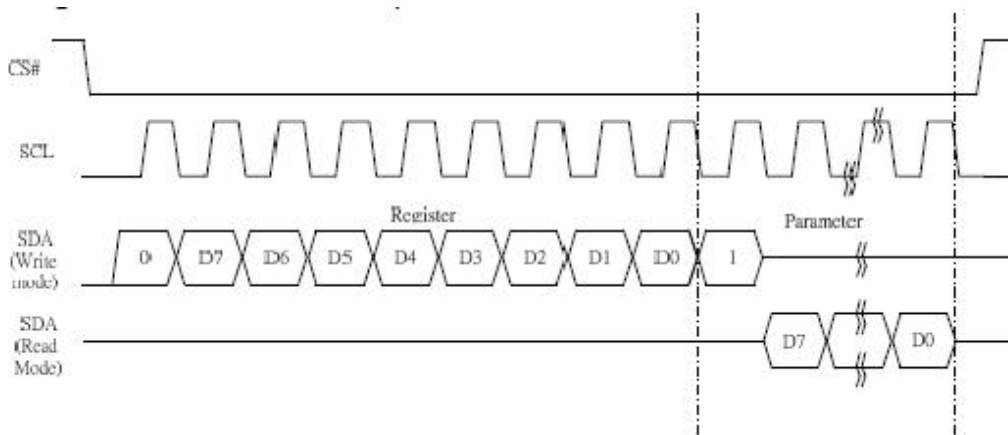 CS#
SCL
Register
Parameter
SDA
(Write
mode)
0 D7 D6 D5 D4 D3 D2 D1 D0 1
SDA
(Read
Mode)
D7 D0